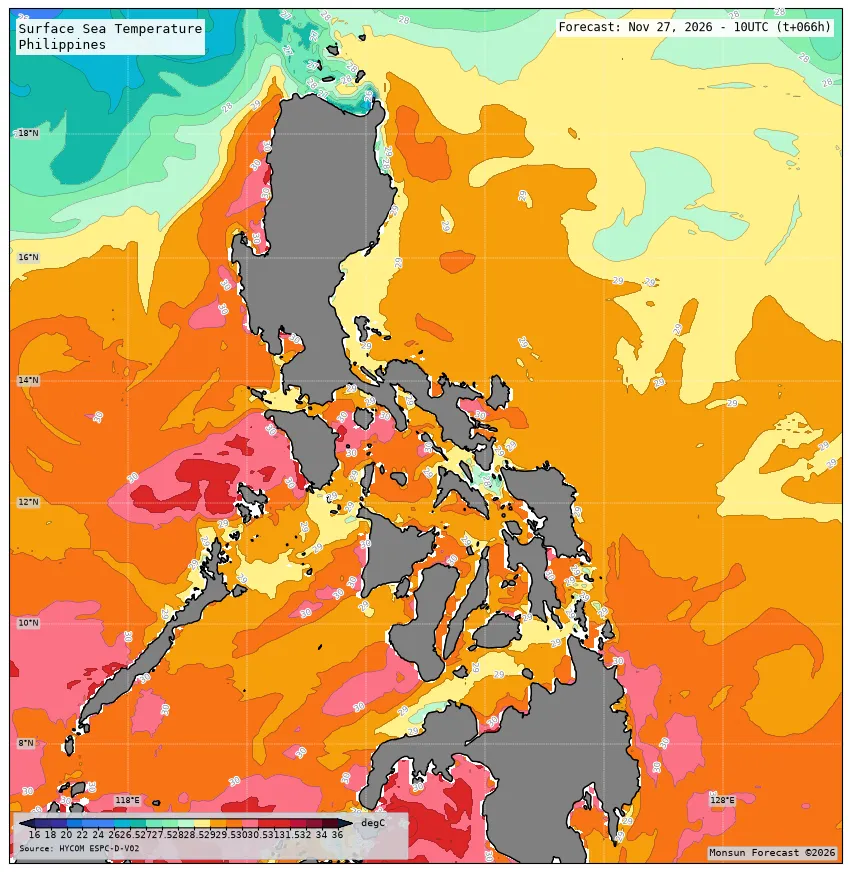 Surface Sea Temperature
Philippines
Forecast: Nov 27, 2026 - 10UTC (t+066h)
18°N
16°N
14°N
12°N
10°N
8°N
118°E
128°E
16 18 20 22 24 26 26.5 27 27.5 28 28.5 29 29.5 30 30.5 31 31.5 32 34 36
degC
Source: HYCOM ESPC-D-V02
Monsun Forecast ©2026